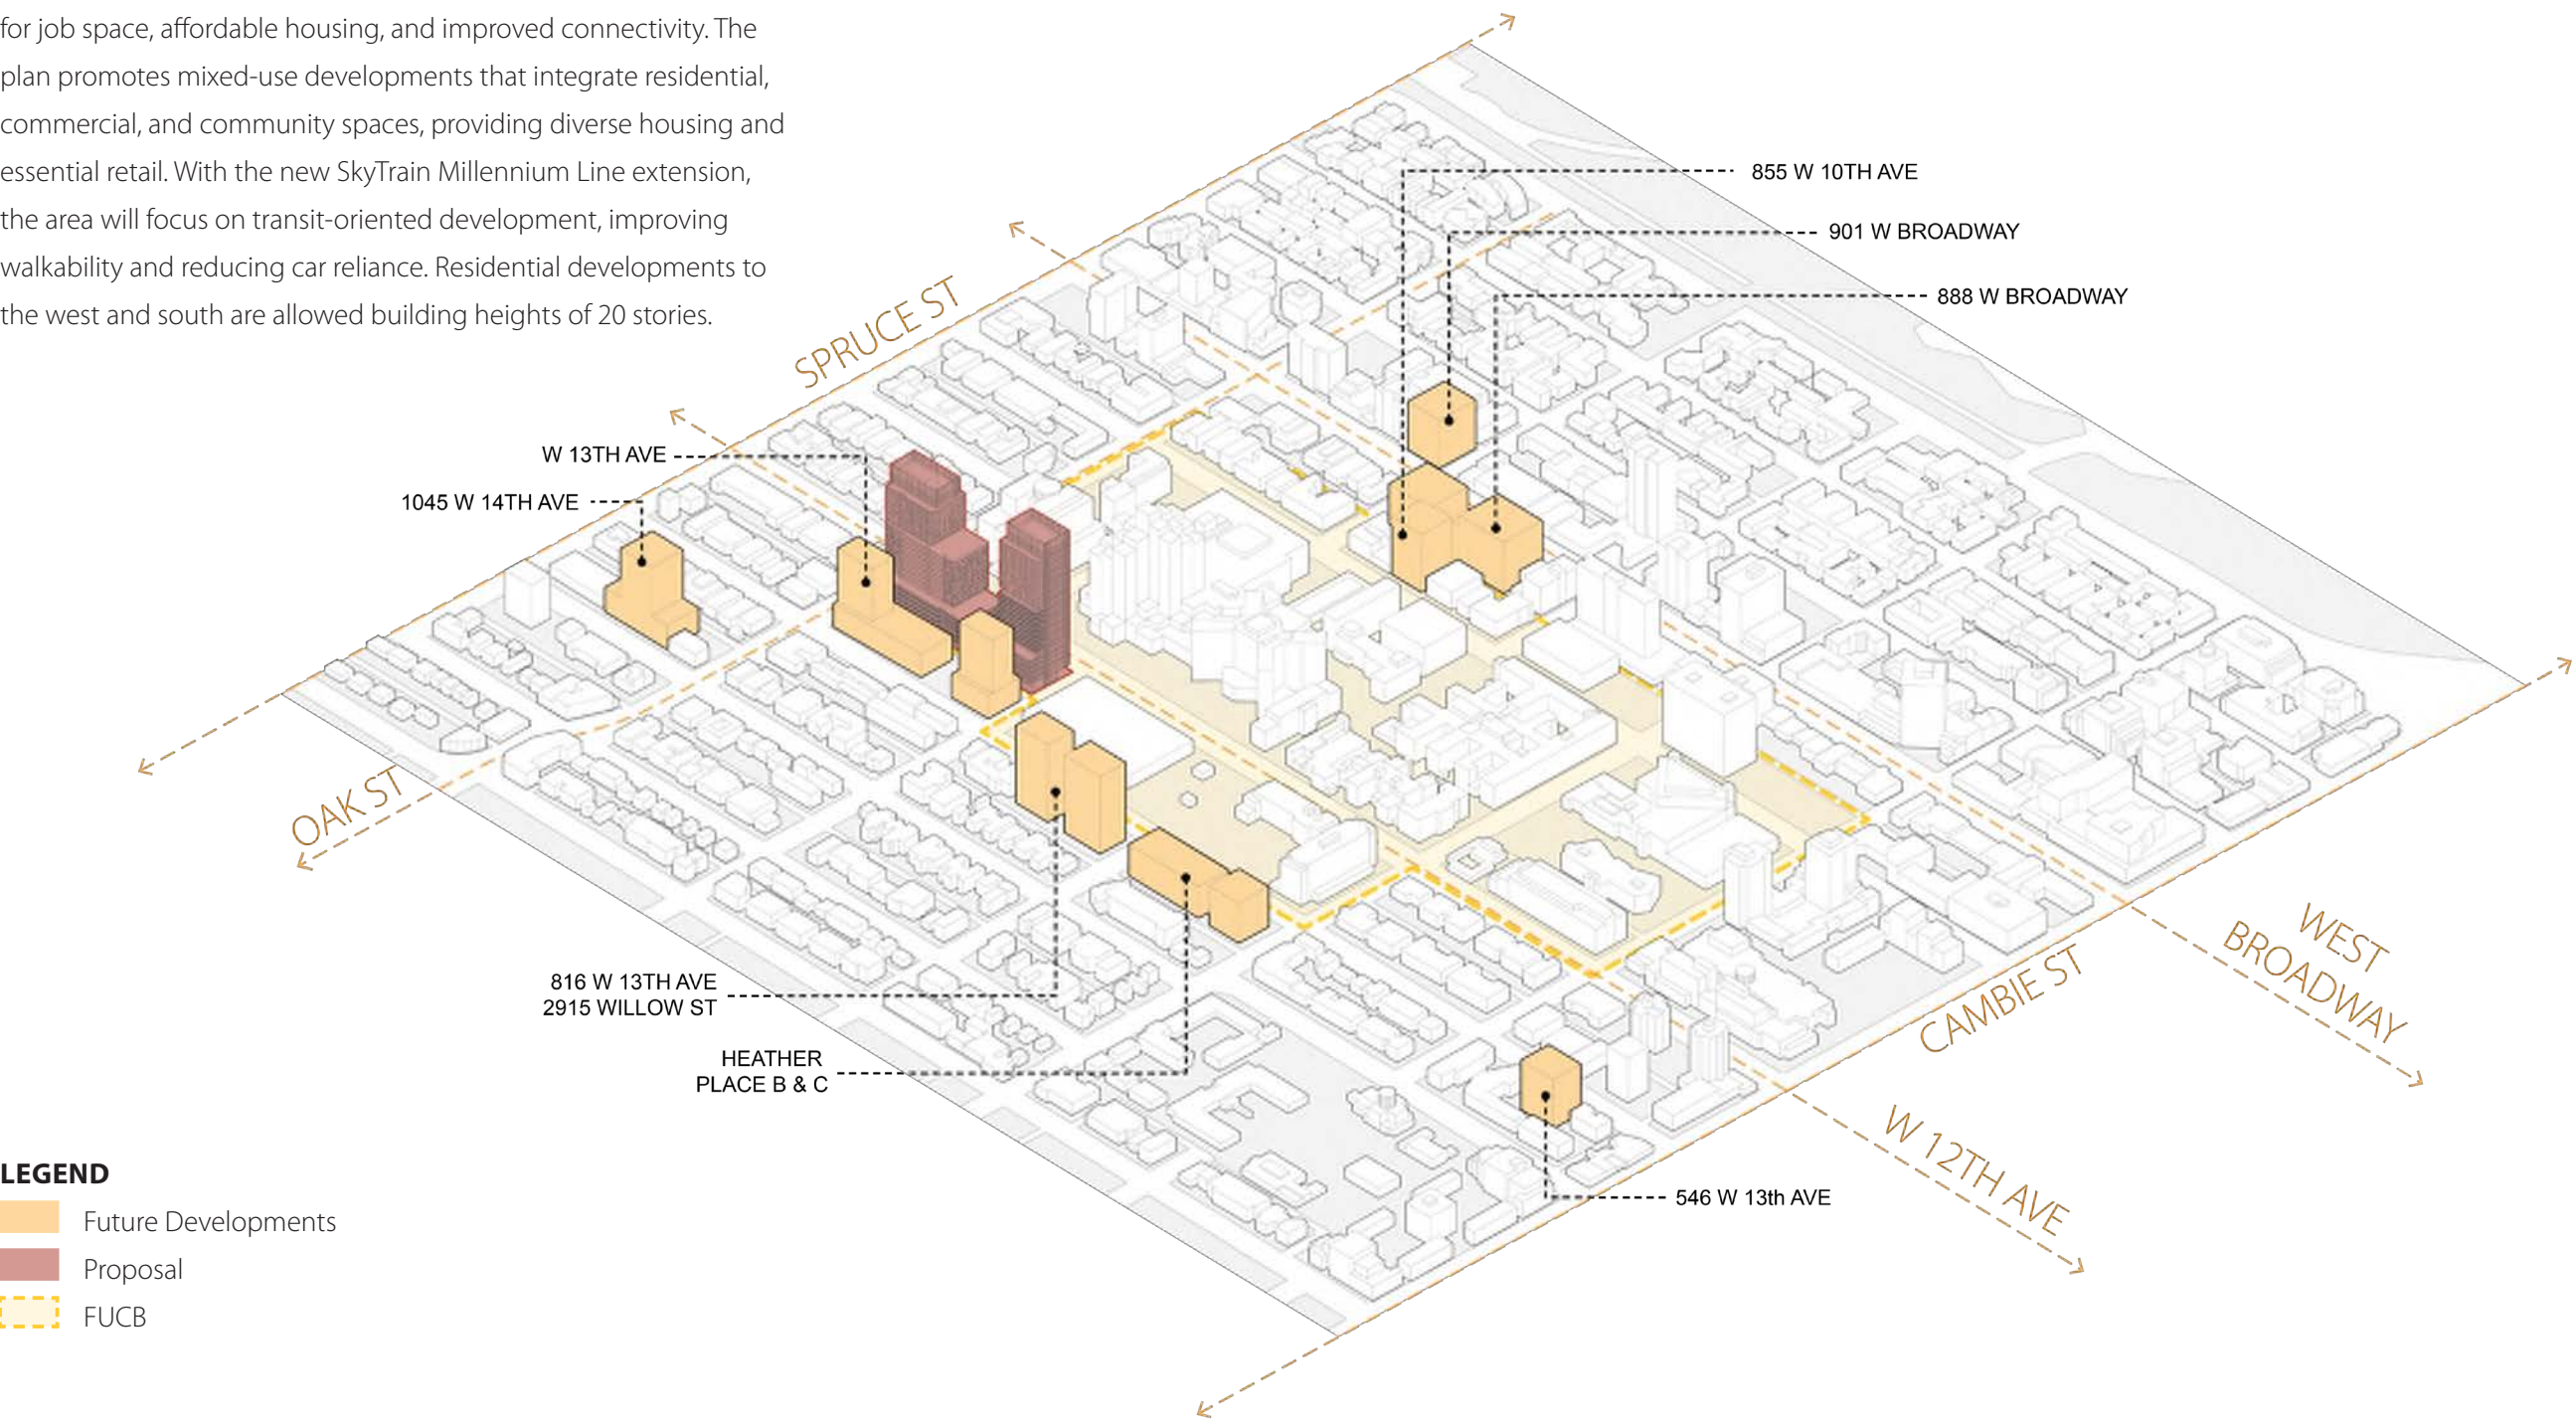 for job space, affordable housing, and improved connectivity. The
plan promotes mixed-use developments that integrate residential,
commercial, and community spaces, providing diverse housing and
essential retail. With the new SkyTrain Millennium Line extension,
the area will focus on transit-oriented development, improving
walkability and reducing car reliance. Residential developments to
the west and south are allowed building heights of 20 stories.
855 W 10TH AVE
901 W BROADWAY
888 W BROADWAY
SPRUCE ST
W 13TH AVE
1045 W 14TH AVE
OAK ST
WEST
BROADWAY
CAMBIE ST
816 W 13TH AVE
2915 WILLOW ST
HEATHER
PLACE B & C
W 12TH AVE
546 W 13th AVE
LEGEND
Future Developments
Proposal
FUCB